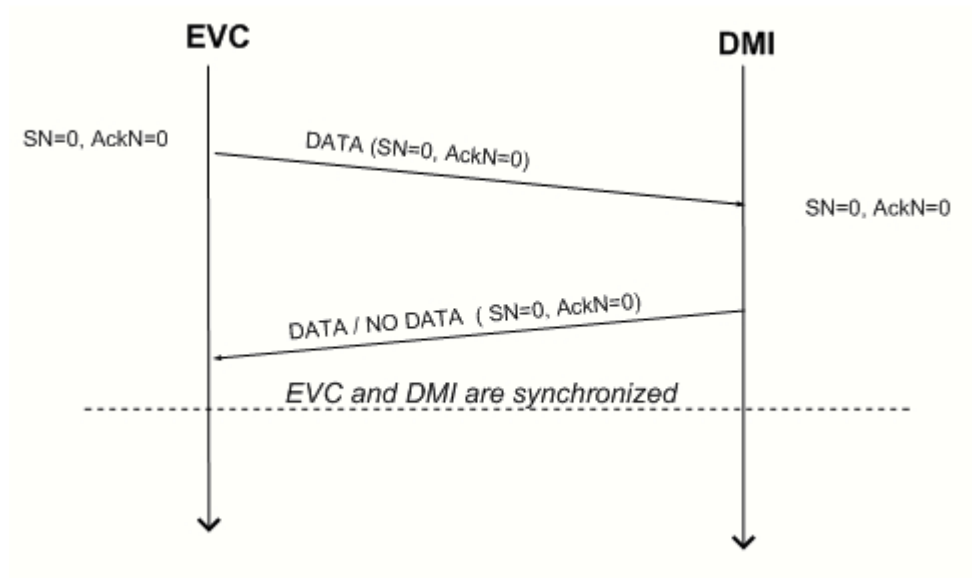 EVC
DMI
SN=0, AckN=0
DATA (SN=0, AckN=0)
SN=0, AckN=0
DATA / NO DATA ( SN=0, AckN=0)
EVC and DMI are synchronized